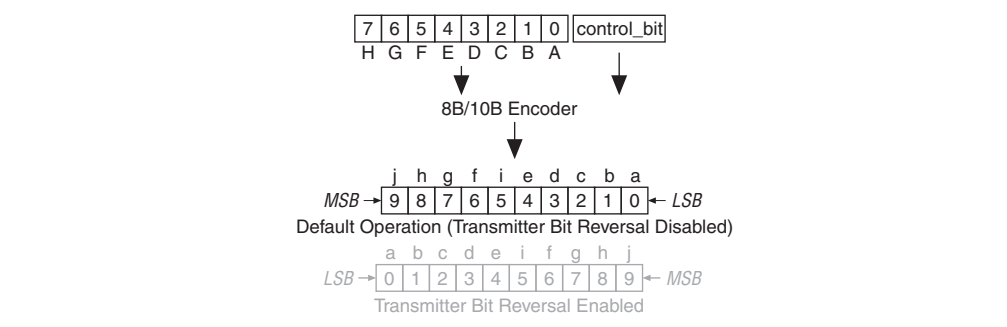 7 6 5 4 3 2 1 0 control_bit
H G F E D C B A
8B/10B Encoder
j h g f i e d c b a
MSB 9 8 7 6 5 4 3 2 1 0 LSB
Default Operation (Transmitter Bit Reversal Disabled)
a b c d e i f g h j
LSB 0 1 2 3 4 5 6 7 8 9 MSB
Transmitter Bit Reversal Enabled